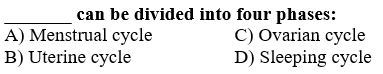 ________ can be divided into four phases:
A) Menstrual cycle C) Ovarian cycle
B) Uterine cycle D) Sleeping cycle